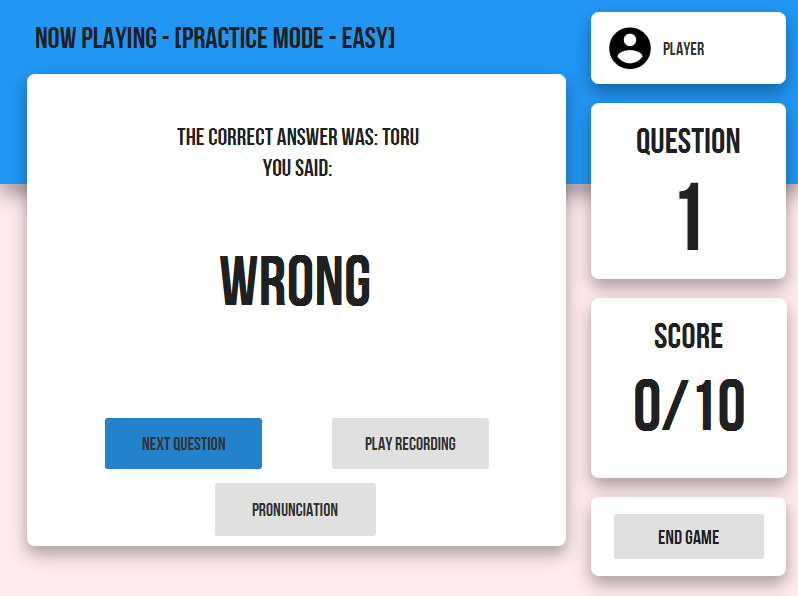 NOW PLAYING - [PRACTICE MODE - EASY]
PLAYER
THE CORRECT ANSWER WAS: TORU
YOU SAID:
WRONG
NEXT QUESTION
PLAY RECORDING
PRONUNCIATION
QUESTION
1
SCORE
0/10
END GAME